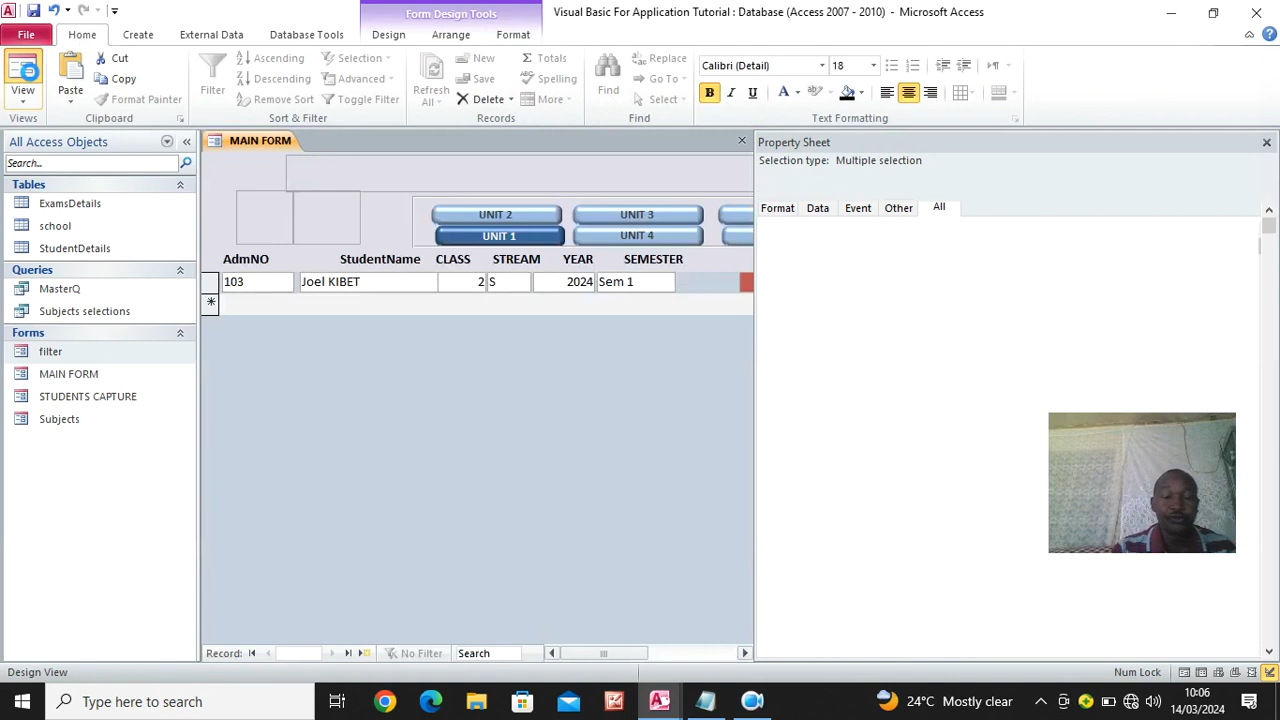 Form Design Tools
Visual Basic For Application Tutorial : Database (Access 2007 - 2010) - Microsoft Access
File
Home
Create
External Data
Database Tools
Design
Arrange
Format
View
Views
Paste
Cut
Copy
Format Painter
Clipboard
Filter
Ascending
Descending
Remove Sort
Selection
Advanced
Toggle Filter
Sort & Filter
Refresh
All
New
Save
Delete
Totals
Spelling
More
Records
Find
Replace
Go To
Select
Find
Calibri (Detail)
18
B I U
A
Text Formatting
All Access Objects
Search...
Tables
ExamsDetails
school
StudentDetails
Queries
MasterQ
Subjects selections
Forms
filter
MAIN FORM
STUDENTS CAPTURE
Subjects
MAIN FORM
UNIT 2
UNIT 3
UNIT 1
UNIT 4
AdmNO StudentName CLASS STREAM YEAR SEMESTER
103 Joel KIBET 2 S 2024 Sem 1
*
Record:
No Filter
Search
Property Sheet
Selection type: Multiple selection
Format Data Event Other All
Design View
Num Lock
Type here to search
24°C Mostly clear
10:06
14/03/2024